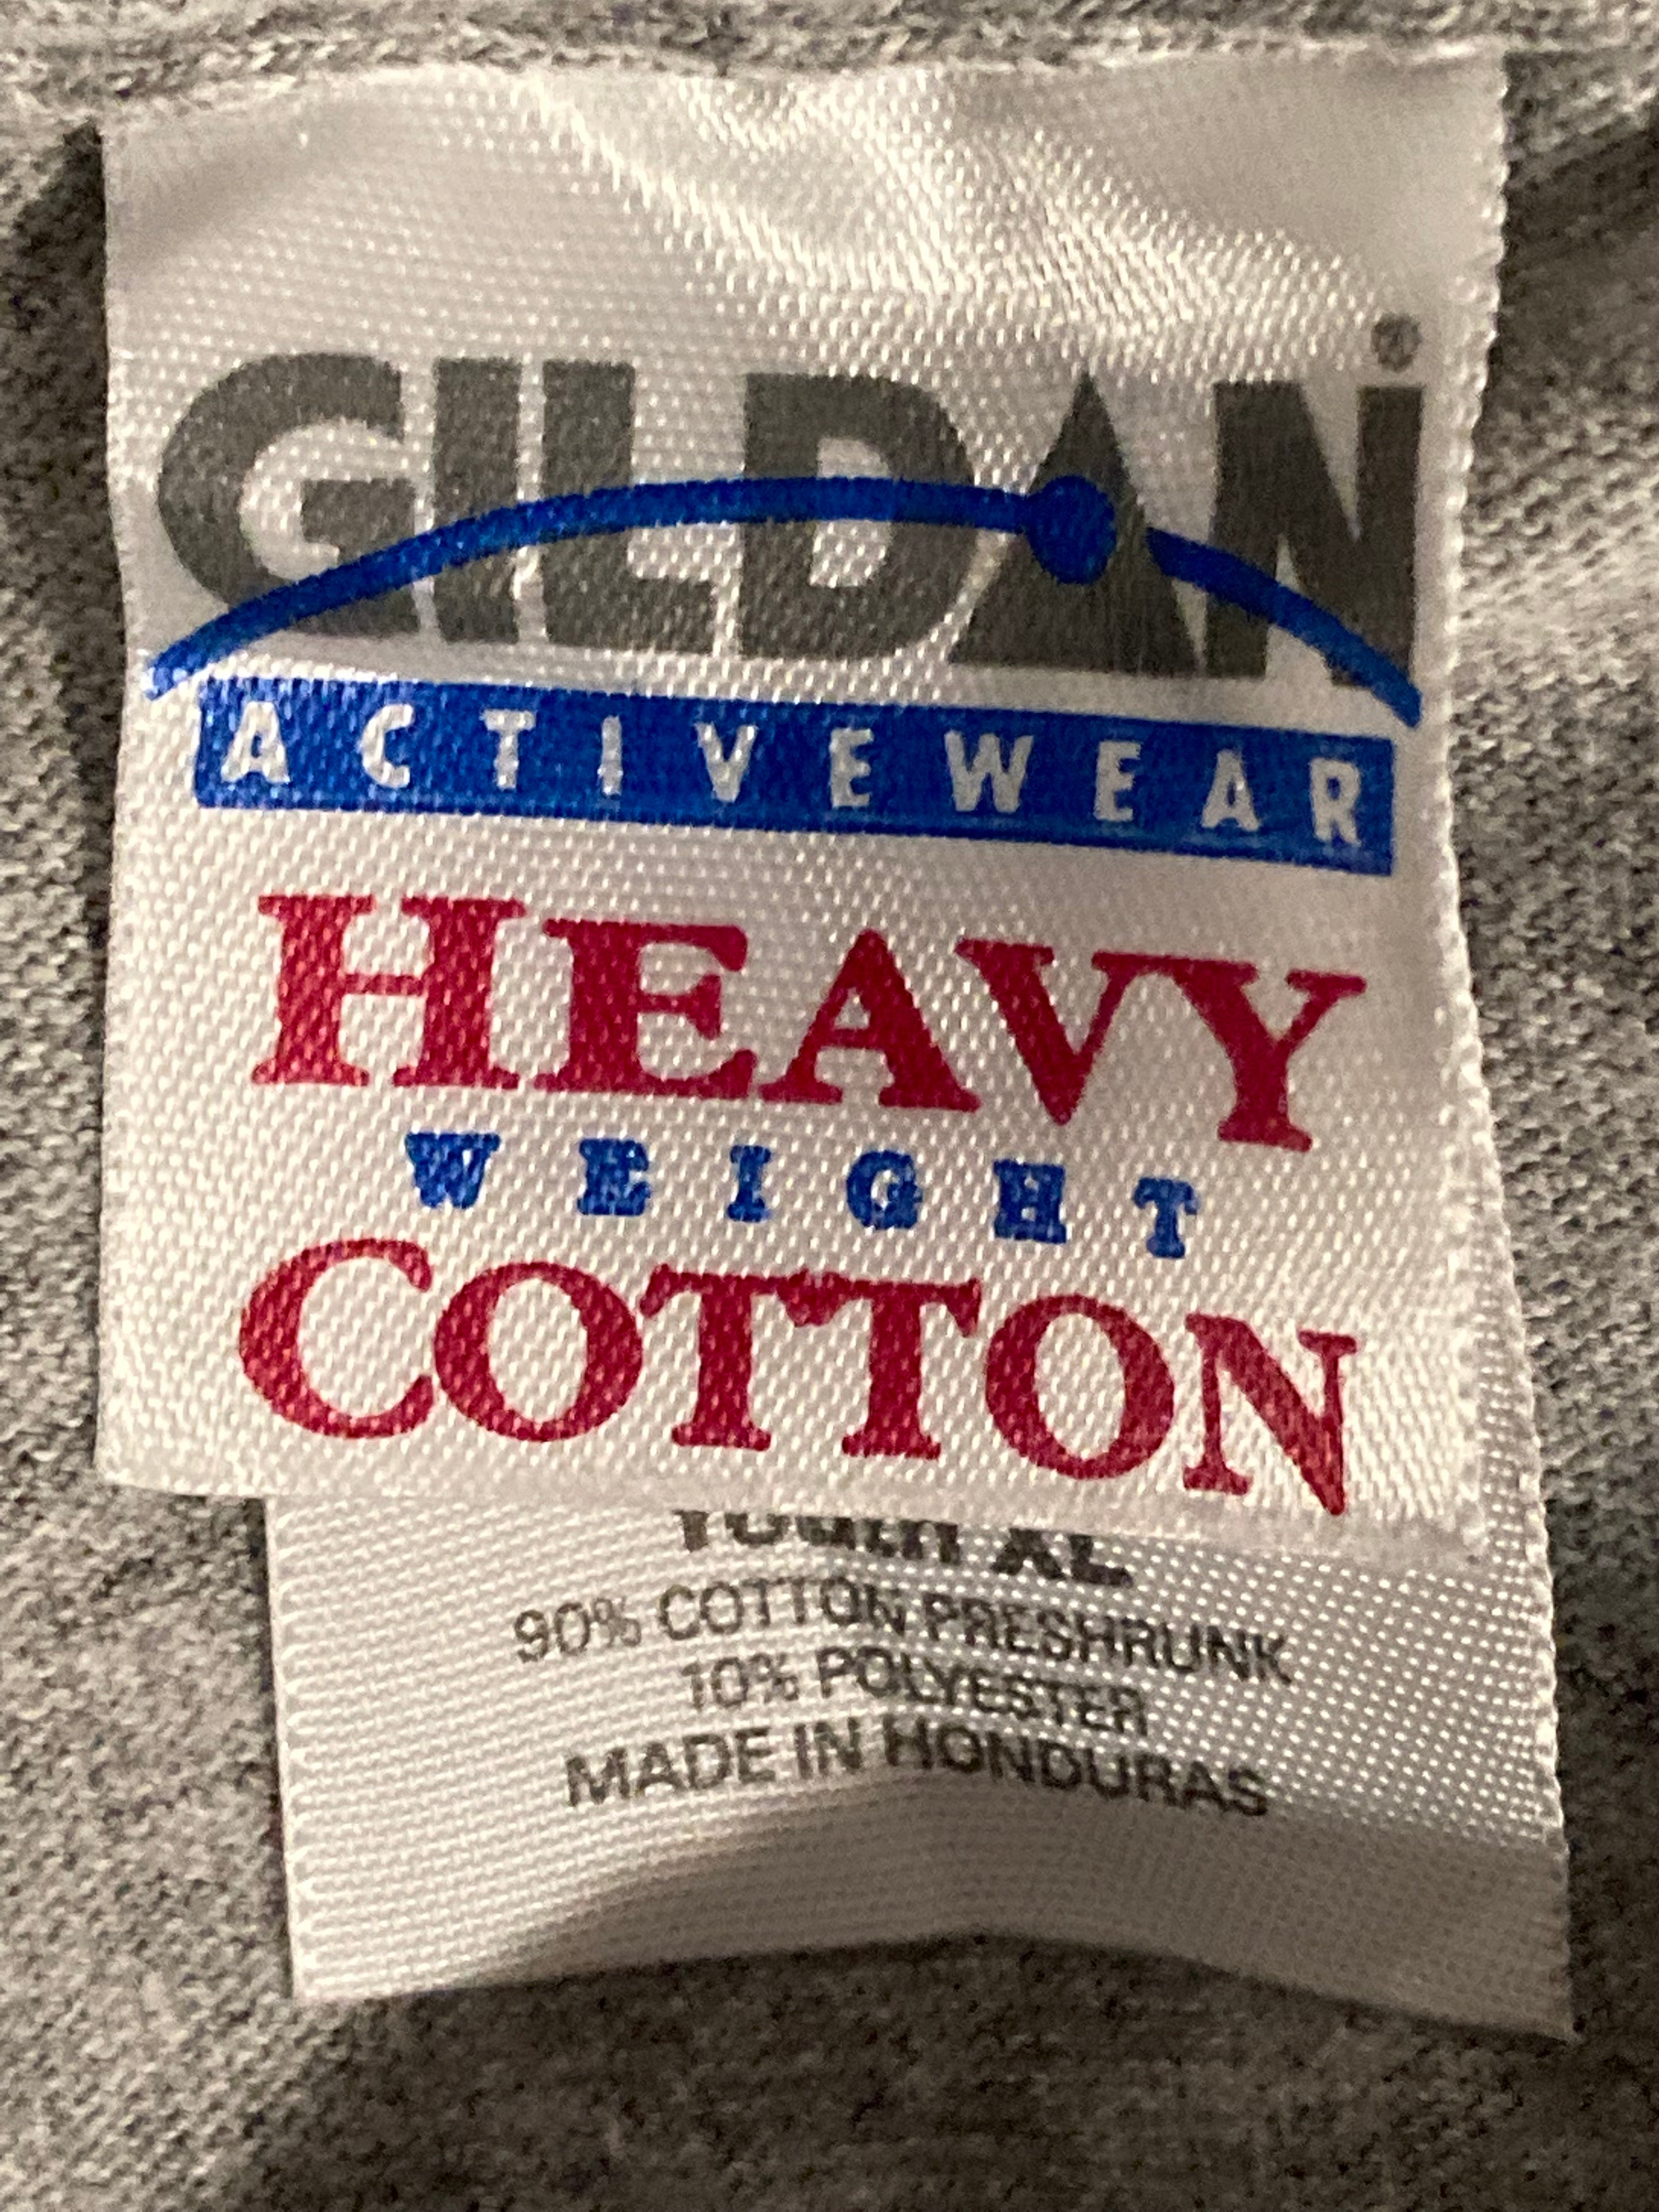 GILDAN®
ACTIVEWEAR
HEAVY
WEIGHT
COTTON
Youth XL
90% COTTON PRESHRUNK
10% POLYESTER
MADE IN HONDURAS